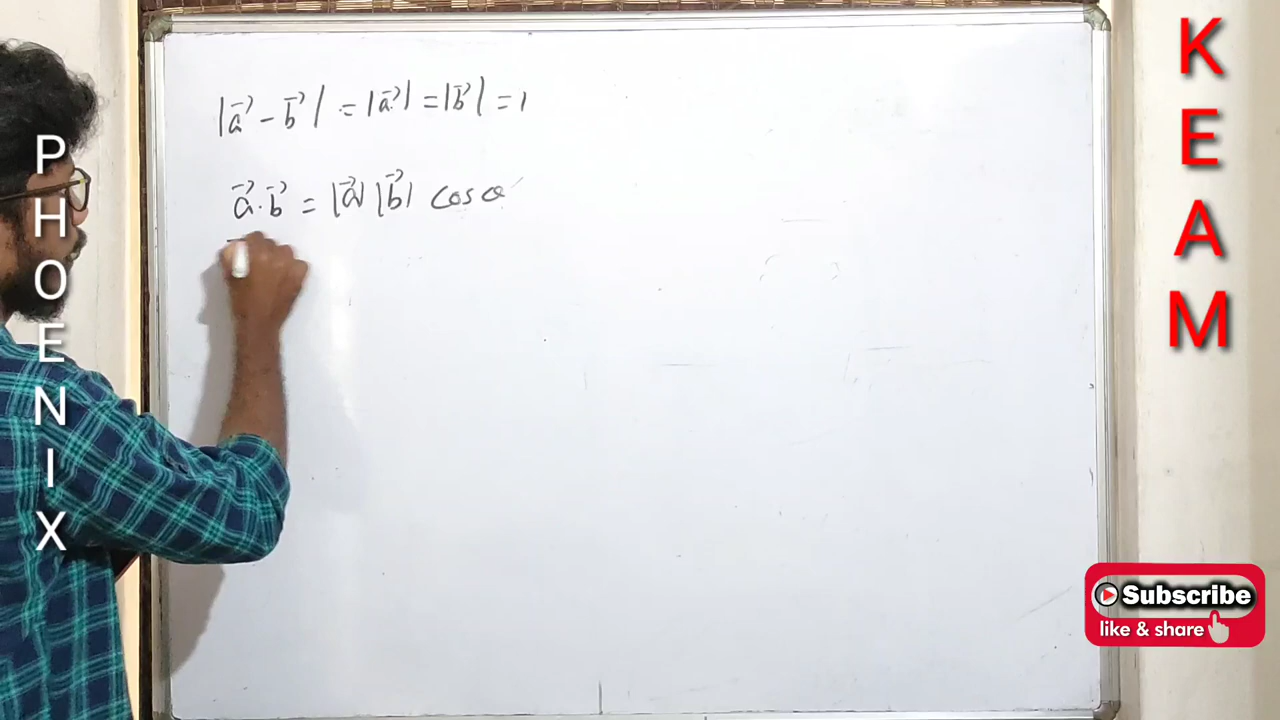 |a⃗ - b⃗| = |a⃗| = |b⃗| = 1
a⃗.b⃗ = |a⃗| |b⃗| cos θ
PHOENIX
KEAM
Subscribe
like & share